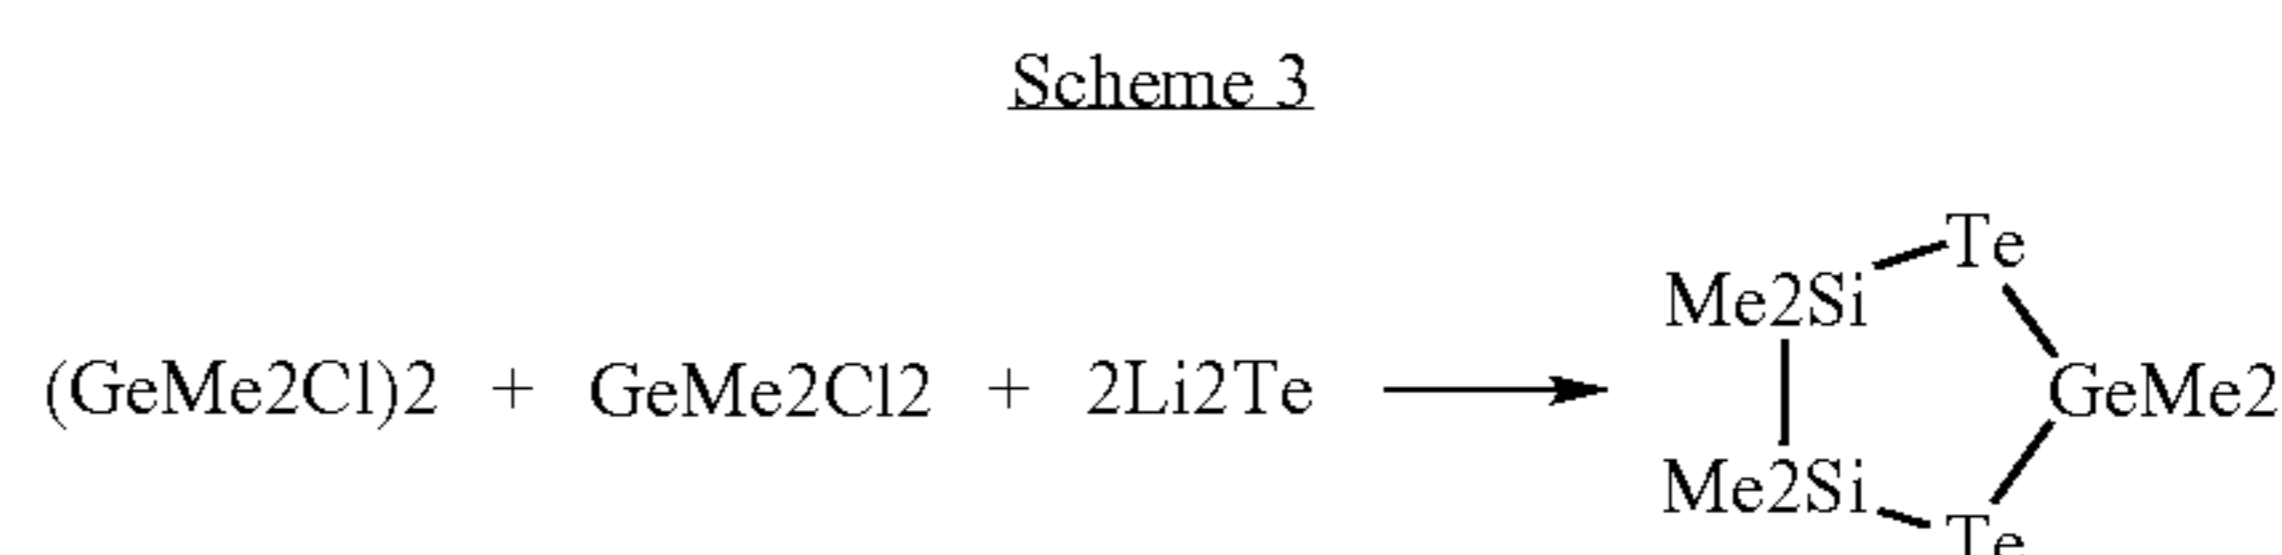 Scheme 3
Te
Me2Si
(GeMe2Cl)2 + GeMe2Cl2 + 2Li2Te
GeMe2
Me2Si
Te